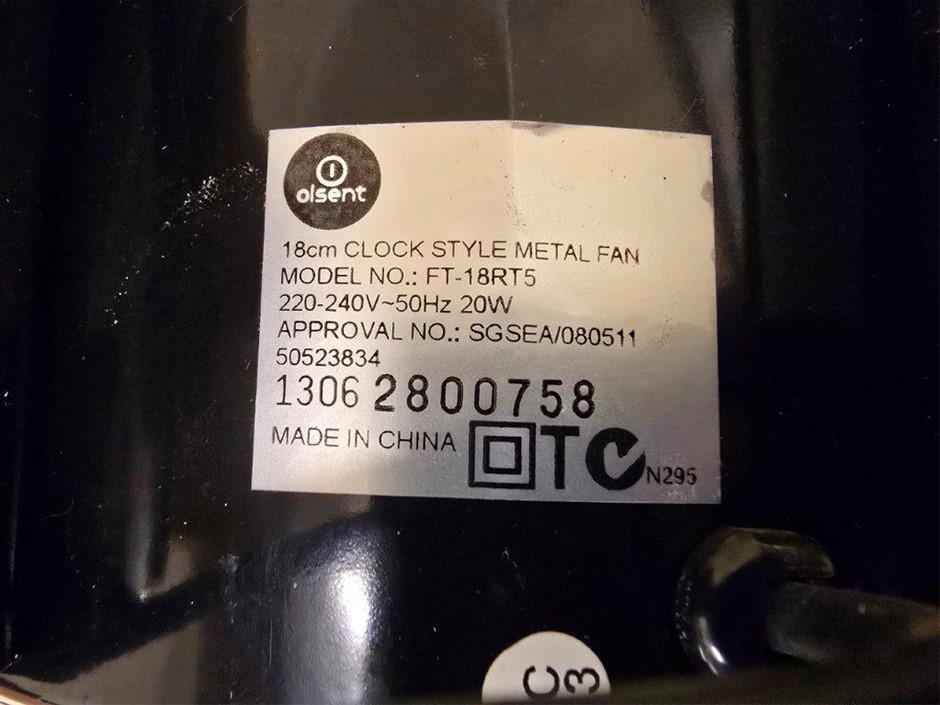 olsent
18cm CLOCK STYLE METAL FAN
MODEL NO.: FT-18RT5
220-240V~50Hz 20W
APPROVAL NO.: SGSEA/080511
50523834
1306 2800758
MADE IN CHINA T N295
C
3